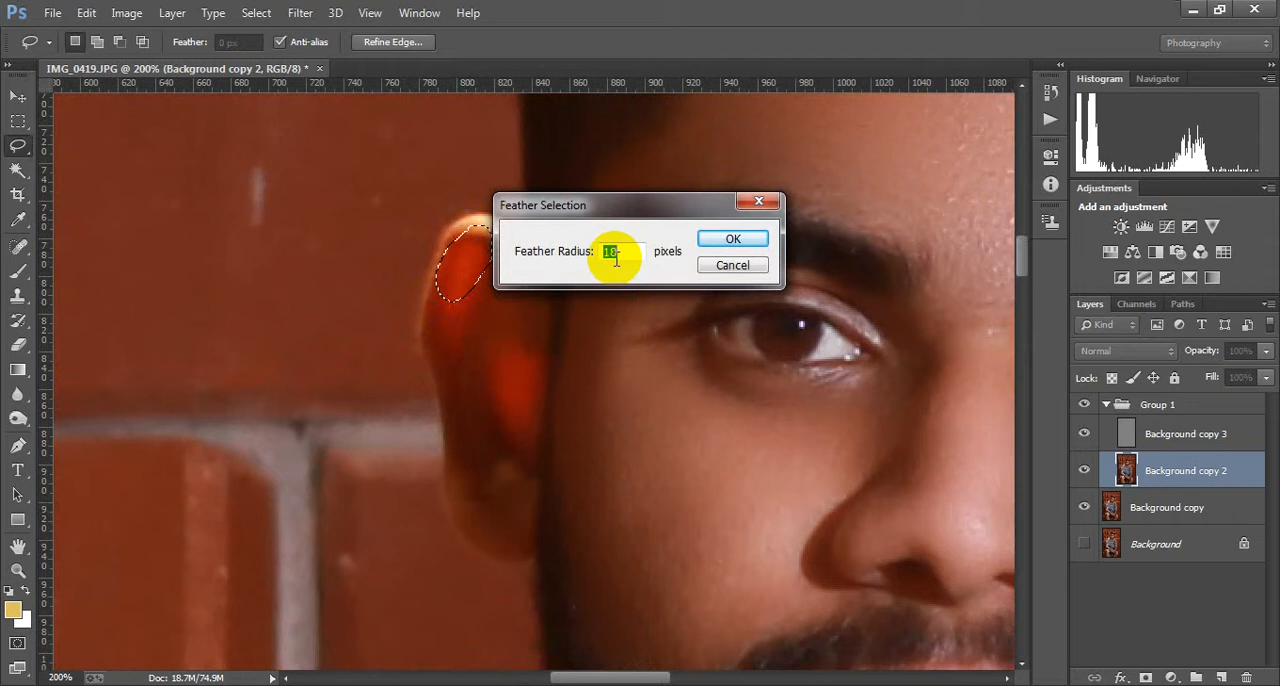 Ps File Edit Image Layer Type Select Filter 3D View Window Help
Feather: 0 px Anti-alias Refine Edge... Photography
IMG_0419.JPG @ 200% (Background copy 2, RGB/8) * ×
600 620 640 660 680 700 720 740 760 780 800 820 840 860 880 900 920 940 960 980 1000 1020 1040 1060 1080
Histogram Navigator
Adjustments
Add an adjustment
Feather Selection
Feather Radius: 18 pixels
OK
Cancel
Layers Channels Paths
Kind
Normal Opacity: 100%
Lock: Fill: 100%
Group 1
Background copy 3
Background copy 2
Background copy
Background
200% Doc: 18.7M/74.9M